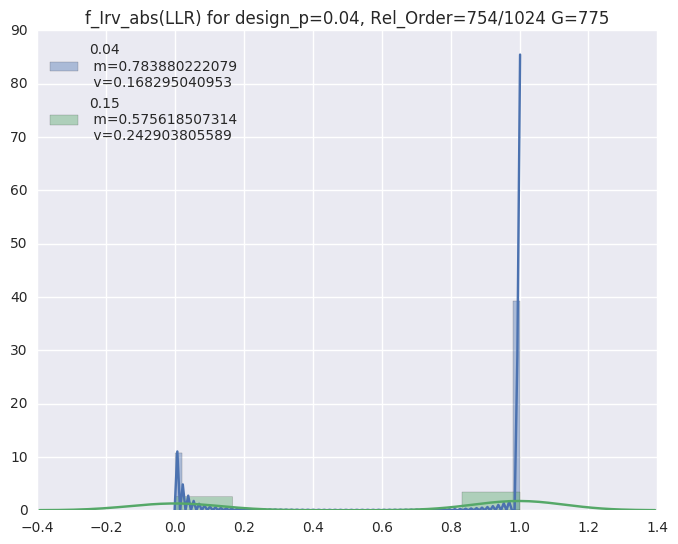 f_Irv_abs(LLR) for design_p=0.04, Rel_Order=754/1024 G=775
90
80
70
60
50
40
30
20
10
0
0.04
m=0.783880222079
v=0.168295040953
0.15
m=0.575618507314
v=0.242903805589
−0.4 −0.2 0.0 0.2 0.4 0.6 0.8 1.0 1.2 1.4